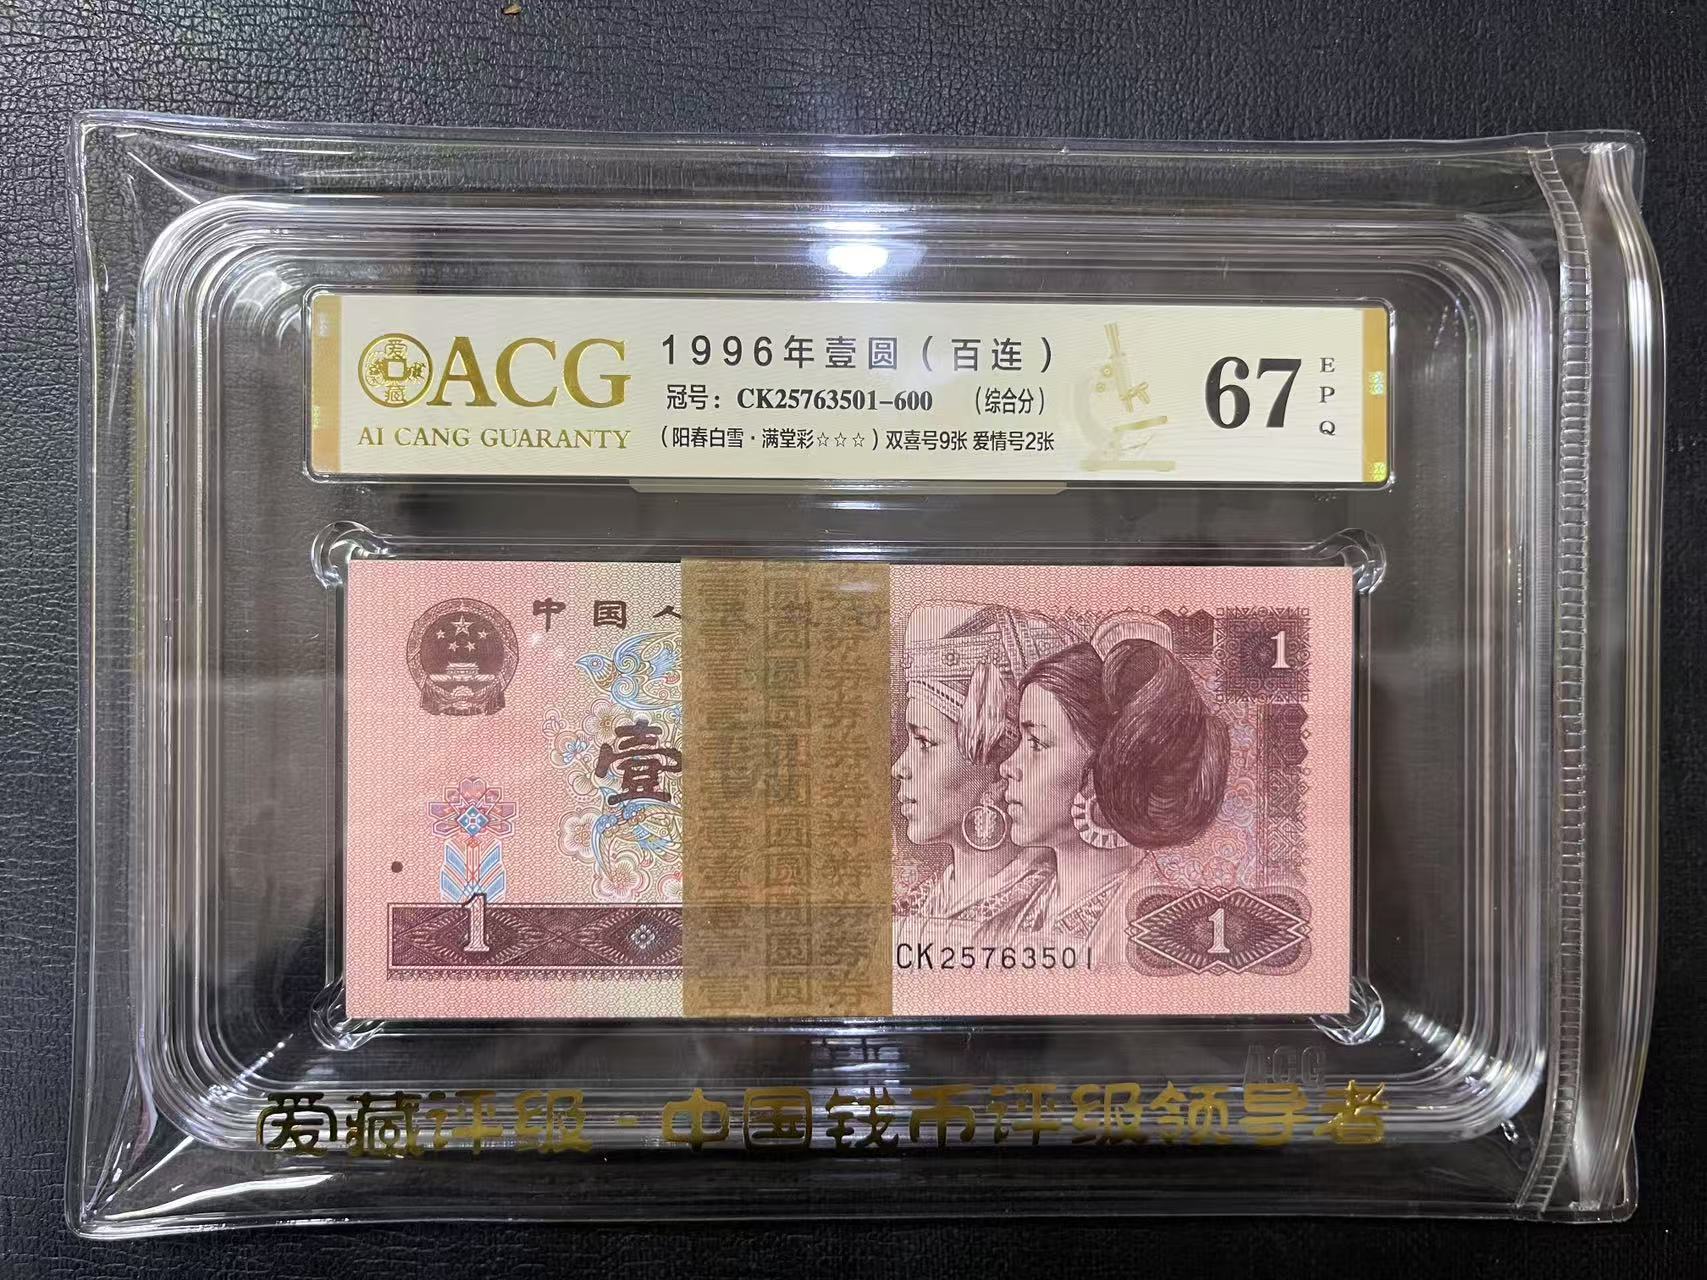 ACG
AI CANG GUARANTY
1996年壹圆（百连）
冠号：CK25763501-600 （综合分）
（阳春白雪·满堂彩☆☆☆）双喜号9张 爱情号2张
67
EPQ
中国人
1
壹
1
CK25763501
1
ACG
爱藏评级-中国钱币评级领导者